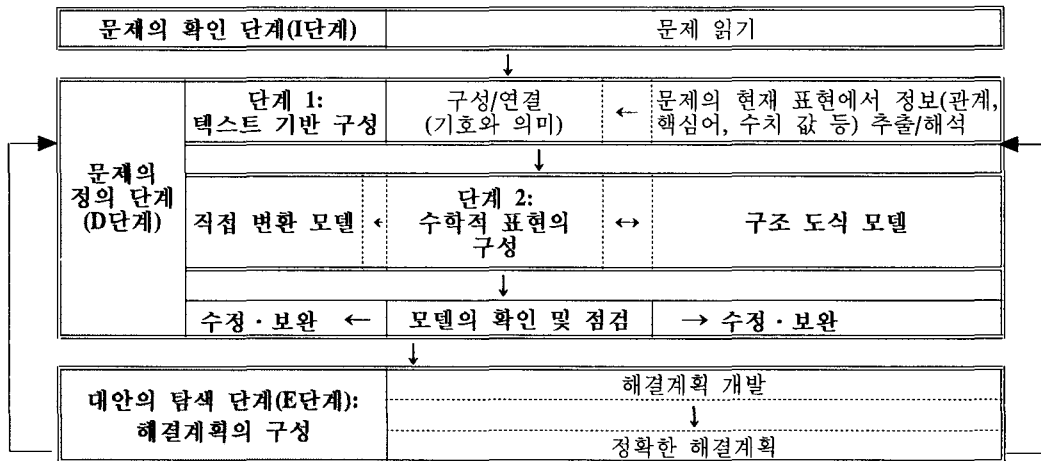 문제의 확인 단계(I단계)
문제 읽기
↓
단계 1:
텍스트 기반 구성
구성/연결
(기호와 의미)
←
문제의 현재 표현에서 정보(관계,
핵심어, 수치 값 등) 추출/해석
↓
문제의
정의 단계
(D단계)
직접 변환 모델
←
단계 2:
수학적 표현의
구성
↔
구조 도식 모델
↓
수정·보완 ←
모델의 확인 및 점검
→ 수정·보완
↓
대안의 탐색 단계(E단계):
해결계획의 구성
해결계획 개발
↓
정확한 해결계획